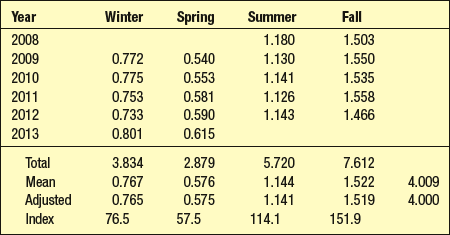 Year Winter Spring Summer Fall
2008 1.180 1.503
2009 0.772 0.540 1.130 1.550
2010 0.775 0.553 1.141 1.535
2011 0.753 0.581 1.126 1.558
2012 0.733 0.590 1.143 1.466
2013 0.801 0.615
Total 3.834 2.879 5.720 7.612
Mean 0.767 0.576 1.144 1.522 4.009
Adjusted 0.765 0.575 1.141 1.519 4.000
Index 76.5 57.5 114.1 151.9